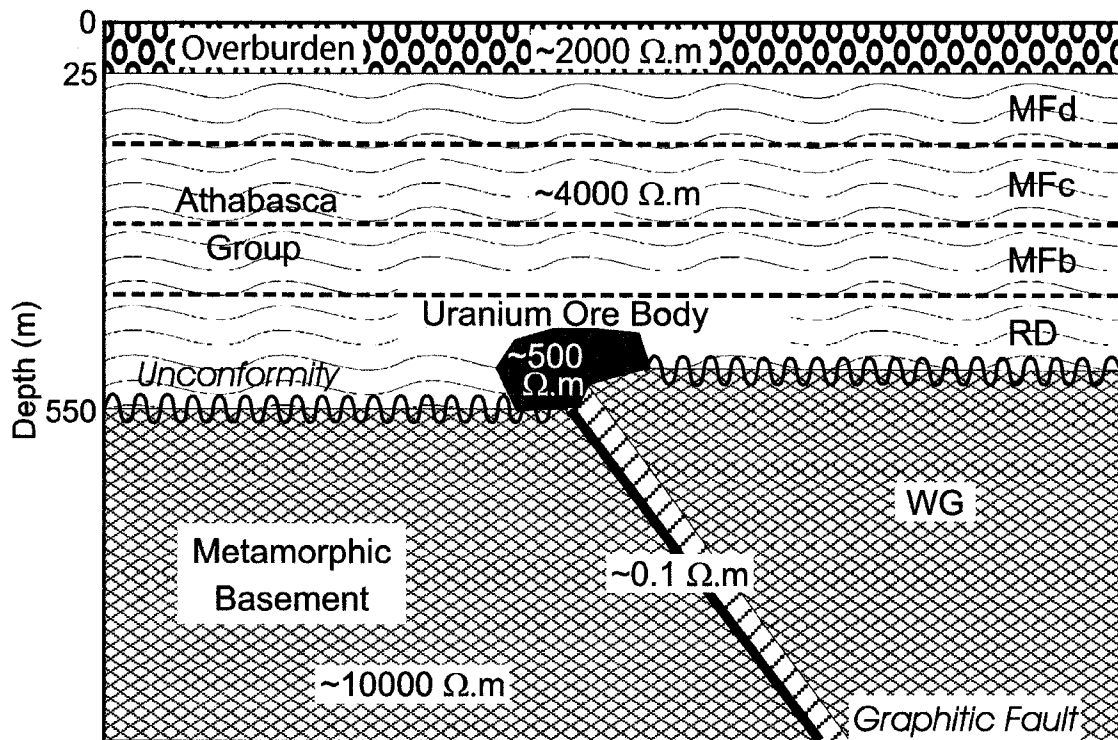 0
Overburden
~2000 Ω.m
25
MFd
Athabasca
Group
~4000 Ω.m
MFc
MFb
Uranium Ore Body
RD
~500
Ω.m
Unconformity
Depth (m)
550
WG
Metamorphic
Basement
~0.1 Ω.m
~10000 Ω.m
Graphitic Fault